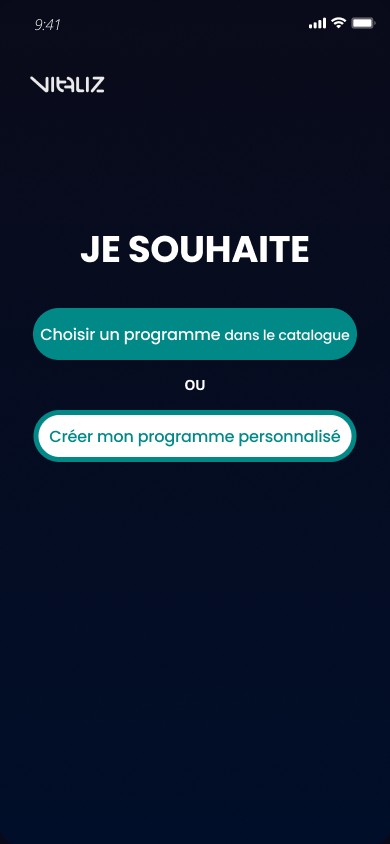 9:41
VITALIZ
JE SOUHAITE
Choisir un programme dans le catalogue
OU
Créer mon programme personnalisé